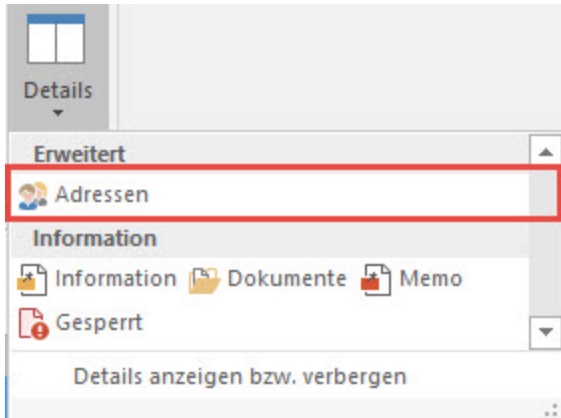 Details
Erweitert
Adressen
Information
Information Dokumente Memo
Gesperrt
Details anzeigen bzw. verbergen